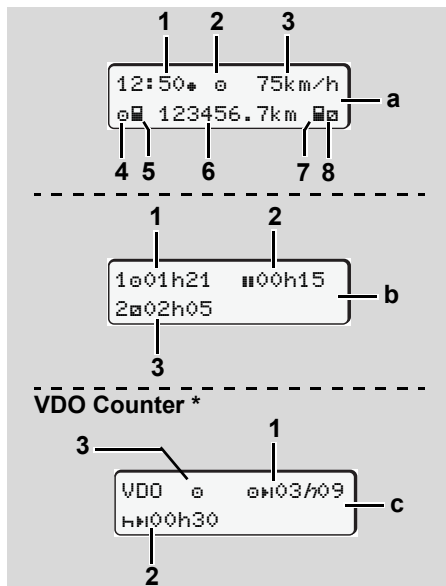 1 2 3
12:50● ⊙ 75km/h
a
⊙ 123456.7km ⍁
4 5 6 7 8
1 2
1⊙01h21 ॥00h15
b
2⍁02h05
3
VDO Counter *
1
3
VDO ⊙ ⊙▶|03h09
c
⊢▶|00h30
2